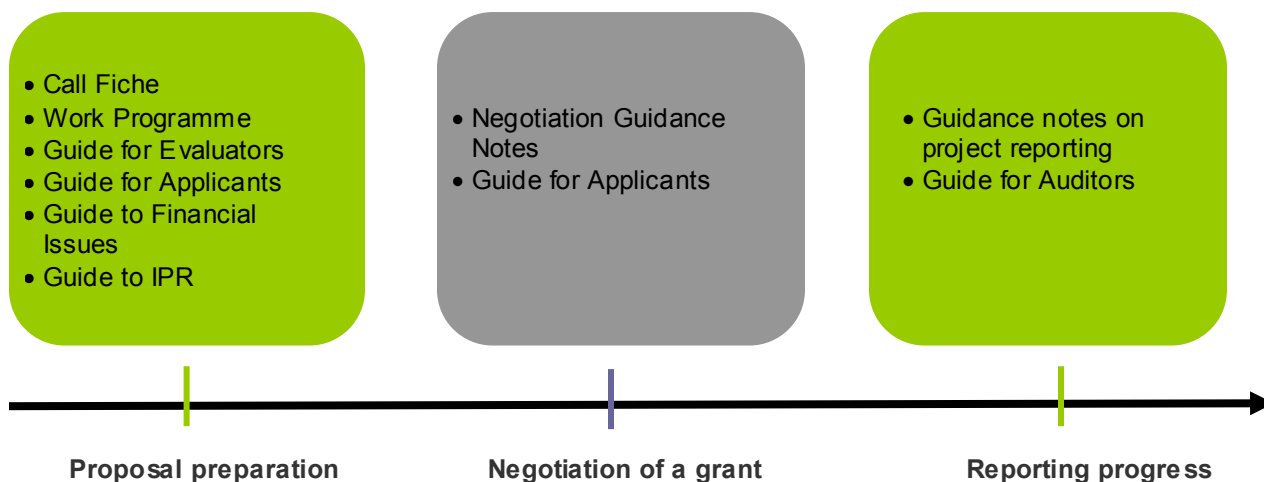 • Call Fiche
• Work Programme
• Guide for Evaluators
• Guide for Applicants
• Guide to Financial
Issues
• Guide to IPR
• Negotiation Guidance
Notes
• Guide for Applicants
• Guidance notes on
project reporting
• Guide for Auditors
Proposal preparation
Negotiation of a grant
Reporting progress